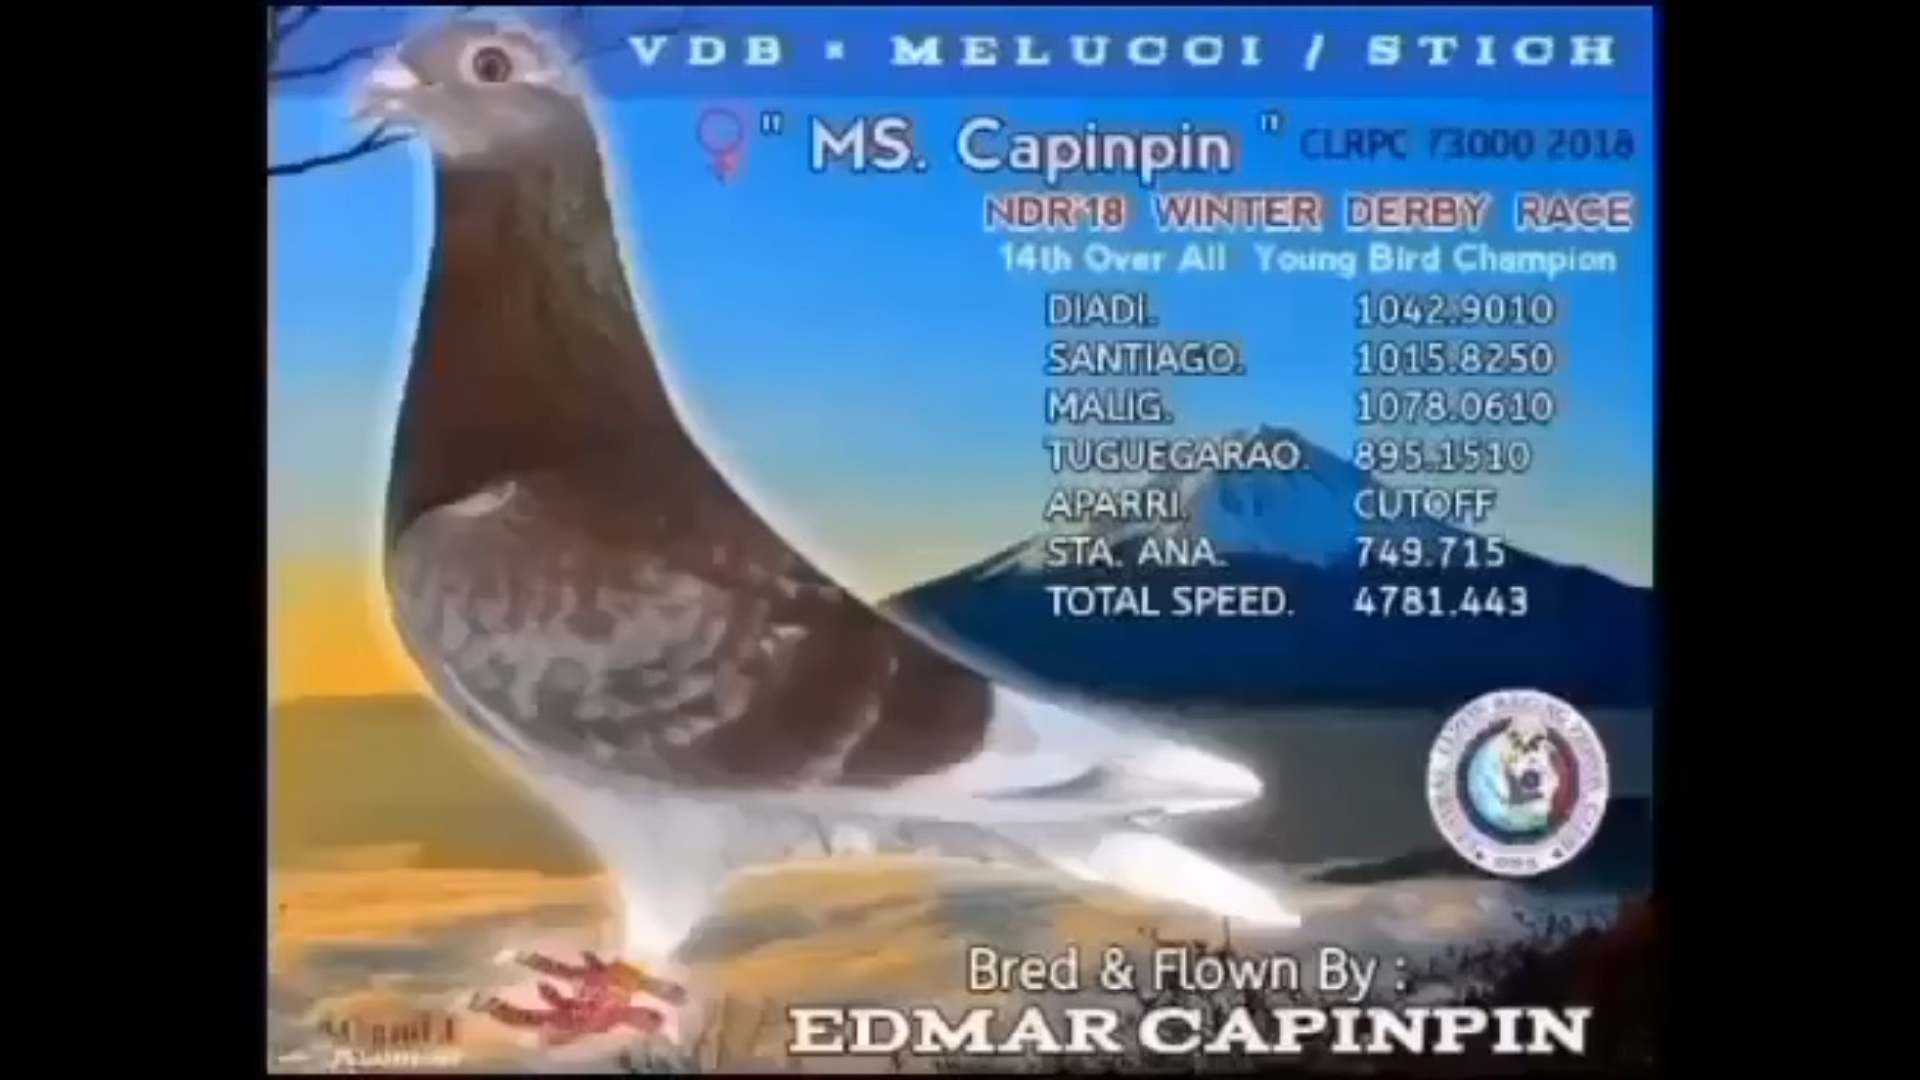 VDB - MELUCCI / STICH
♀ " MS. Capinpin " CLRPC 73000 2018
NDR'18 WINTER DERBY RACE
14th Over All Young Bird Champion
DIADI. 1042.9010
SANTIAGO. 1015.8250
MALIG. 1078.0610
TUGUEGARAO. 895.1510
APARRI. CUTOFF
STA. ANA. 749.715
TOTAL SPEED. 4781.443
Bred & Flown By :
EDMAR CAPINPIN